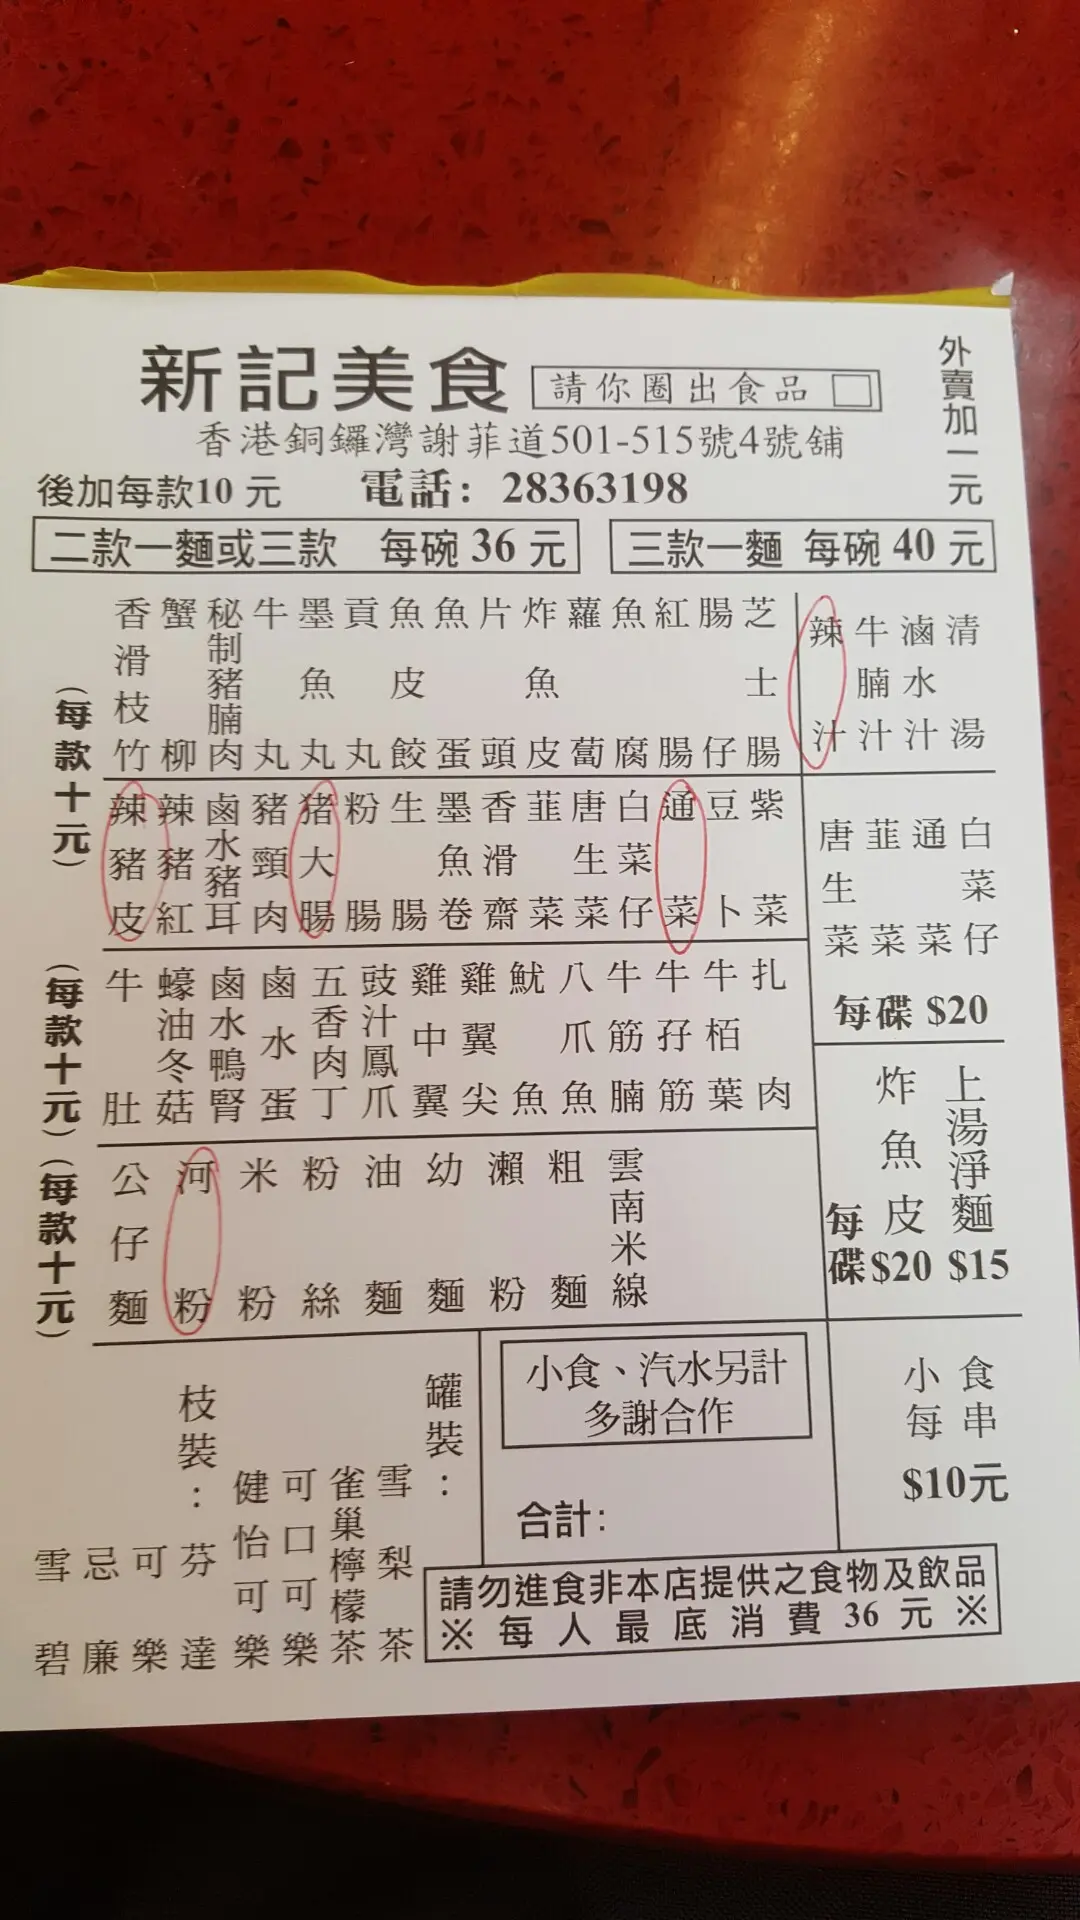 新記美食
請你圈出食品
外賣加一元
香港銅鑼灣謝菲道501-515號4號舖
後加每款10元 電話: 28363198
二款一麵或三款 每碗 36 元
三款一麵 每碗 40 元
(每款十元)
香滑枝竹
蟹柳
秘制豬腩肉
牛丸
墨魚丸
貢丸
魚皮餃
魚蛋
片頭
炸魚皮
蘿蔔
魚腐
紅腸
腸仔
芝士腸
辣汁
牛腩汁
滷水汁
清湯
辣豬皮
辣豬紅
鹵水豬耳
豬頸肉
猪大腸
粉腸
生腸
墨魚卷
香滑齋
韮菜
唐生菜
白菜仔
通菜
豆卜
紫菜
唐生菜
韮菜
通菜
白菜仔
每碟 $20
(每款十元)
牛肚
蠔油冬菇
鹵水鴨腎
鹵水蛋
五香肉丁
豉汁鳳爪
雞中翼
雞翼尖
魷魚
八爪魚
牛筋腩
牛孖筋
牛栢葉
扎肉
炸魚皮
每碟$20
上湯淨麵
$15
(每款十元)
公仔麵
河粉
米粉
粉絲
油麵
幼麵
瀨粉
粗麵
雲南米線
枝裝:
雪碧
忌廉
可樂
芬達
罐裝:
健怡可樂
可口可樂
雀巢檸檬茶
雪梨茶
小食、汽水另計
多謝合作
合計:
小食
每串
$10元
請勿進食非本店提供之食物及飲品
※每人最底消費36元※